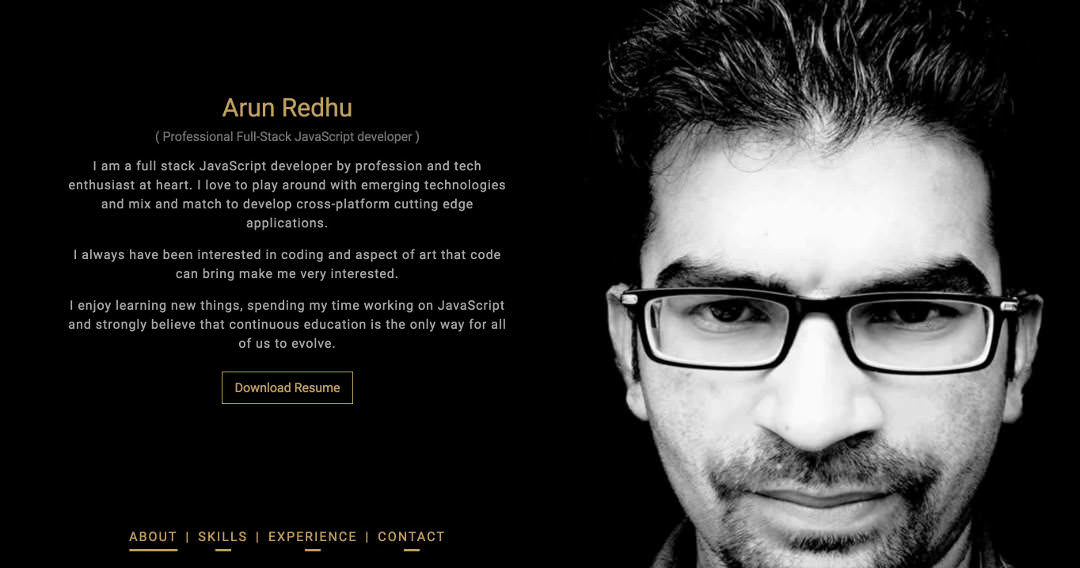 Arun Redhu
( Professional Full-Stack JavaScript developer )
I am a full stack JavaScript developer by profession and tech
enthusiast at heart. I love to play around with emerging technologies
and mix and match to develop cross-platform cutting edge
applications.
I always have been interested in coding and aspect of art that code
can bring make me very interested.
I enjoy learning new things, spending my time working on JavaScript
and strongly believe that continuous education is the only way for all
of us to evolve.
Download Resume
ABOUT | SKILLS | EXPERIENCE | CONTACT